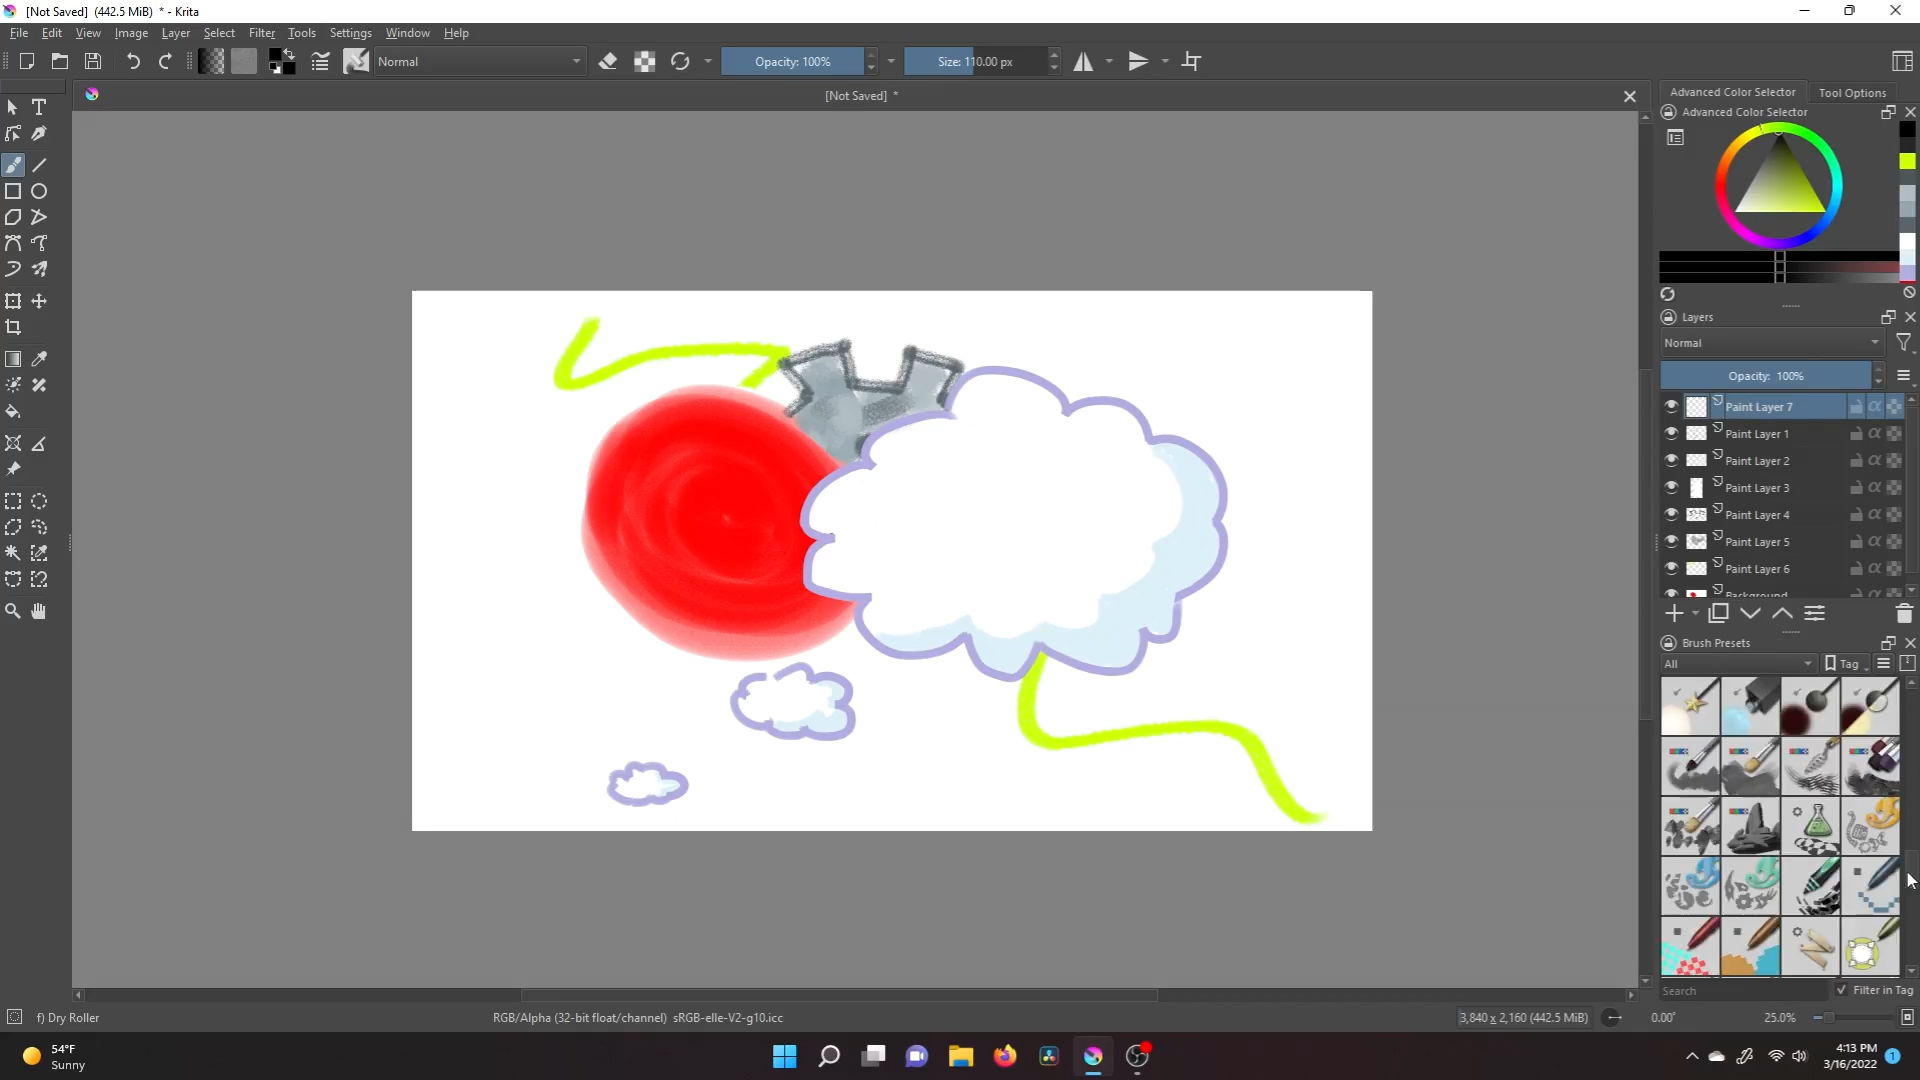 [Not Saved]  (442.5 MiB)  * - Krita
File Edit View Image Layer Select Filter Tools Settings Window Help
Normal
Opacity: 100%
Size: 110.00 px
[Not Saved]  *
Advanced Color Selector
Tool Options
Advanced Color Selector
Layers
Normal
Opacity:  100%
Paint Layer 7
Paint Layer 1
Paint Layer 2
Paint Layer 3
Paint Layer 4
Paint Layer 5
Paint Layer 6
Background
Brush Presets
All
Tag
Search
Filter in Tag
f) Dry Roller
RGB/Alpha (32-bit float/channel)  sRGB-elle-V2-g10.icc
3,840 x 2,160 (442.5 MiB)
0.00°
25.0%
54°F
Sunny
4:13 PM
3/16/2022
1